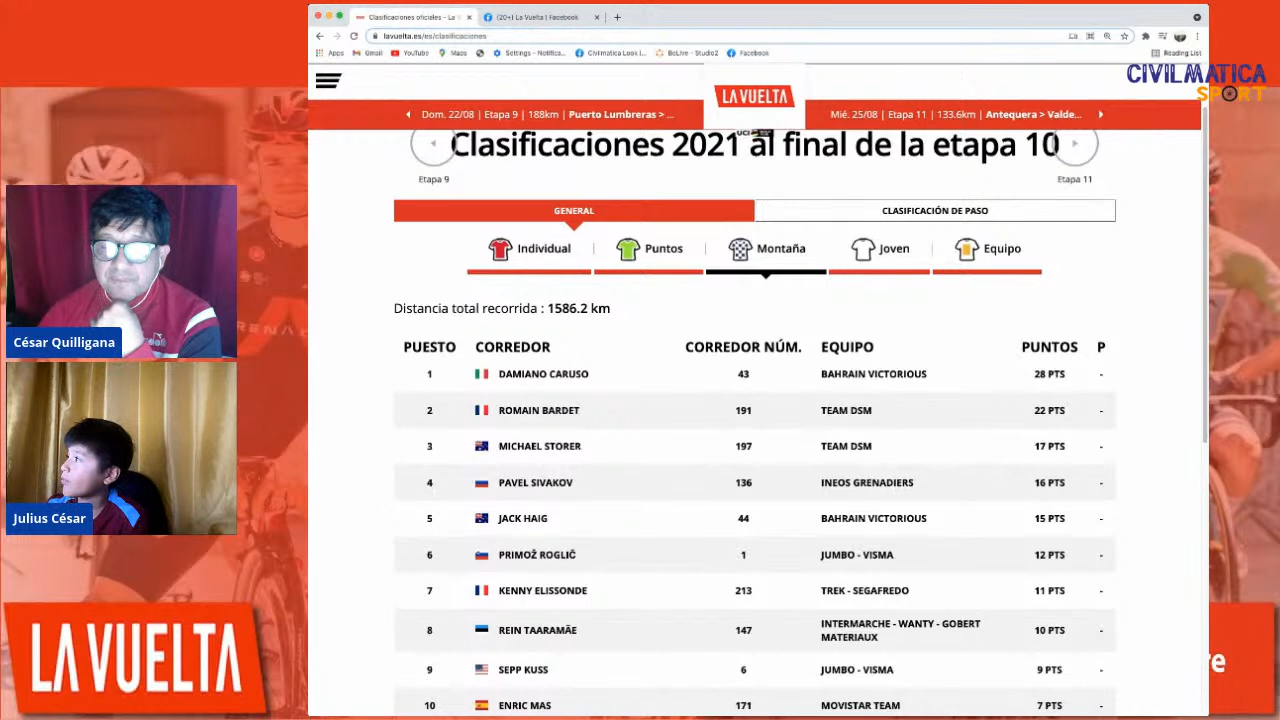 Clasificaciones oficiales - La V
(20+) La Vuelta | Facebook
lavuelta.es/es/clasificaciones
Apps
Gmail
YouTube
Maps
Settings - Notifica...
Civilmatica Look i...
BeLive - Studio2
Facebook
Reading List
CIVILMATICA
SPORT
LA VUELTA
Dom. 22/08 | Etapa 9 | 188km | Puerto Lumbreras > ...
Mié. 25/08 | Etapa 11 | 133.6km | Antequera > Valde...
Clasificaciones 2021 al final de la etapa 10
Etapa 9
Etapa 11
GENERAL
CLASIFICACIÓN DE PASO
Individual
Puntos
Montaña
Joven
Equipo
Distancia total recorrida : 1586.2 km
PUESTO CORREDOR CORREDOR NÚM. EQUIPO PUNTOS P
1 DAMIANO CARUSO 43 BAHRAIN VICTORIOUS 28 PTS -
2 ROMAIN BARDET 191 TEAM DSM 22 PTS -
3 MICHAEL STORER 197 TEAM DSM 17 PTS -
4 PAVEL SIVAKOV 136 INEOS GRENADIERS 16 PTS -
5 JACK HAIG 44 BAHRAIN VICTORIOUS 15 PTS -
6 PRIMOŽ ROGLIČ 1 JUMBO - VISMA 12 PTS -
7 KENNY ELISSONDE 213 TREK - SEGAFREDO 11 PTS -
8 REIN TAARAMÄE 147 INTERMARCHE - WANTY - GOBERT MATERIAUX 10 PTS -
9 SEPP KUSS 6 JUMBO - VISMA 9 PTS -
10 ENRIC MAS 171 MOVISTAR TEAM 7 PTS -
César Quilligana
Julius César
LA VUELTA
re